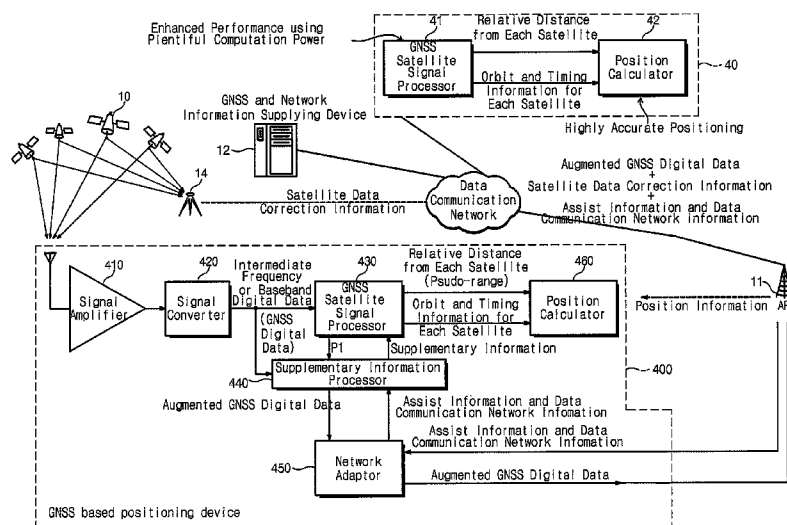 Enhanced Performance using
Plentiful Computation Power
41
GNSS
Satellite
Signal
Processor
Relative Distance
from Each Satellite
Orbit and Timing
Information for
Each Satellite
42
Position
Calculator
40
Highly Accurate Positioning
10
GNSS and Network
Information Supplying Device
12
14
Satellite Data
Correction Information
Data
Communication
Network
Augmented GNSS Digital Data
+
Satellite Data Correction Information
+
Assist Information and Data
Communication Network information
410
Signal
Amplifier
420
Signal
Converter
Intermediate
Frequency
or Baseband
Digital Data
(GNSS
Digital
Data)
430
GNSS
Satellite
Signal
Processor
Relative Distance
from Each Satellite
(Psudo-range)
Orbit and Timing
Information for
Each Satellite
460
Position
Calculator
11
AP
Position Information
P1
Supplementary Information
440
Supplementary Information
Processor
400
Augmented GNSS Digital Data
Assist Information and Data
Communication Network Infomation
Assist Information and Data
Communication Network Infomation
450
Network
Adaptor
Augmented GNSS Digital Data
GNSS based positioning device